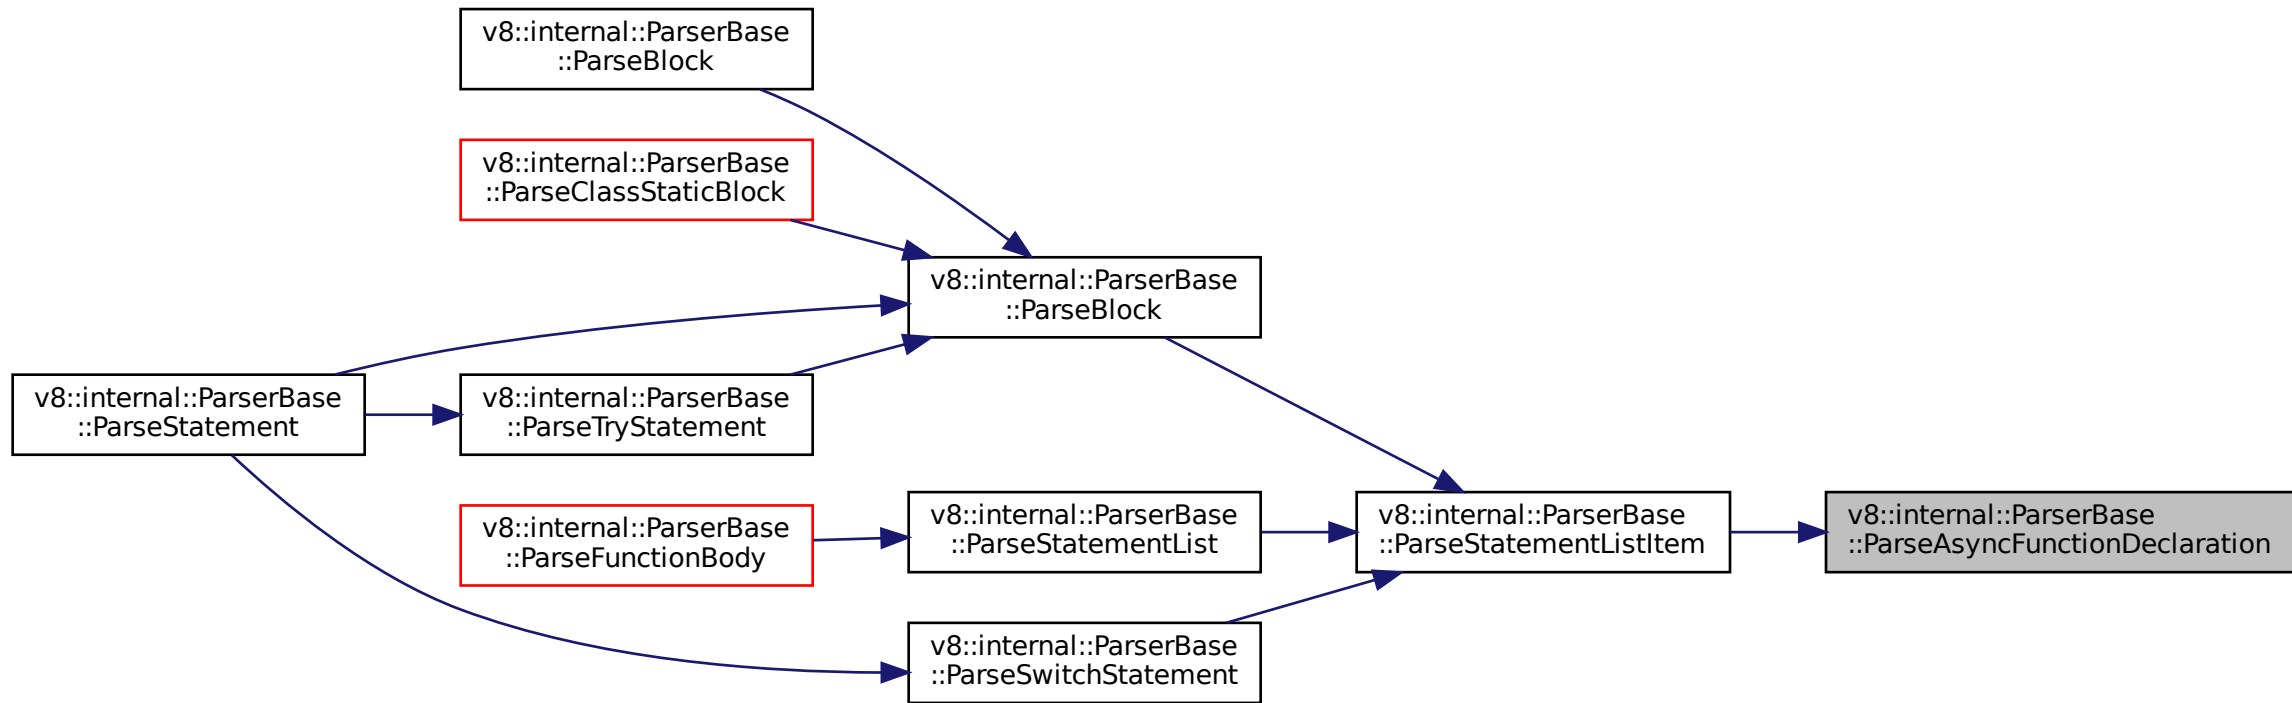 v8::internal::ParserBase
::ParseBlock
v8::internal::ParserBase
::ParseClassStaticBlock
v8::internal::ParserBase
::ParseBlock
v8::internal::ParserBase
::ParseStatement
v8::internal::ParserBase
::ParseTryStatement
v8::internal::ParserBase
::ParseFunctionBody
v8::internal::ParserBase
::ParseStatementList
v8::internal::ParserBase
::ParseStatementListItem
v8::internal::ParserBase
::ParseAsyncFunctionDeclaration
v8::internal::ParserBase
::ParseSwitchStatement